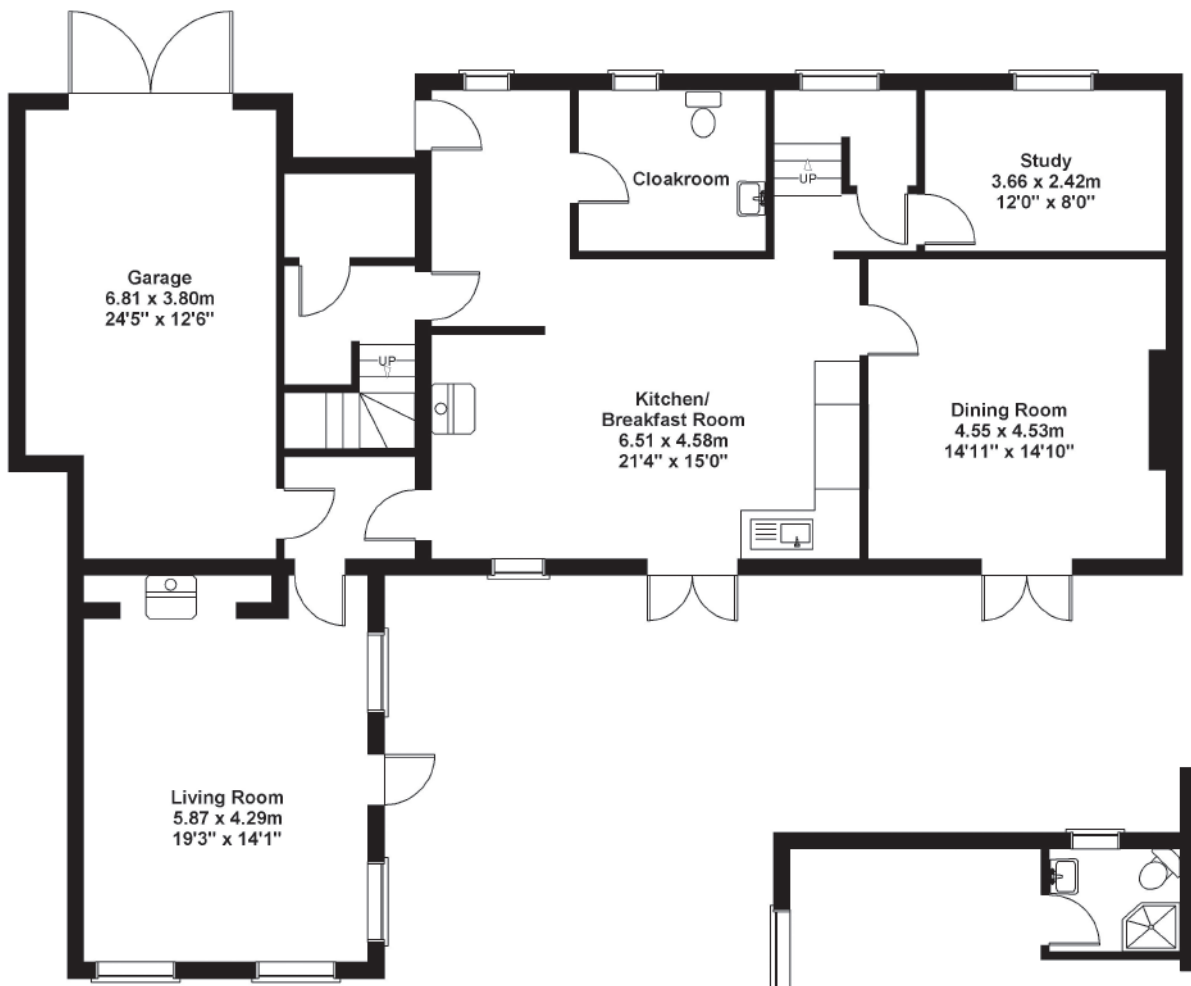 Cloakroom
UP
Study
3.66 x 2.42m
12'0" x 8'0"
Garage
6.81 x 3.80m
24'5" x 12'6"
UP
Kitchen/
Breakfast Room
6.51 x 4.58m
21'4" x 15'0"
Dining Room
4.55 x 4.53m
14'11" x 14'10"
Living Room
5.87 x 4.29m
19'3" x 14'1"